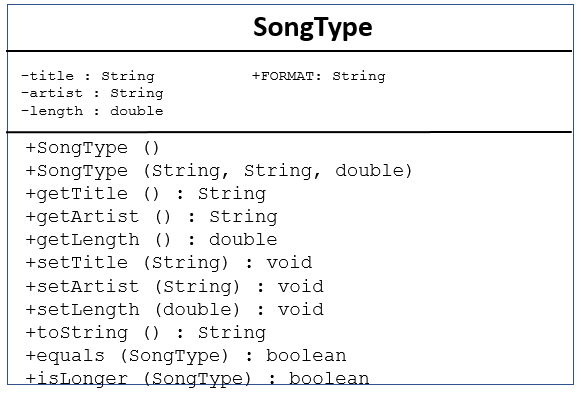 SongType
-title : String +FORMAT: String
-artist : String
-length : double
+SongType ()
+SongType (String, String, double)
+getTitle () : String
+getArtist () : String
+getLength () : double
+setTitle (String) : void
+setArtist (String) : void
+setLength (double) : void
+toString () : String
+equals (SongType) : boolean
+isLonger (SongType) : boolean